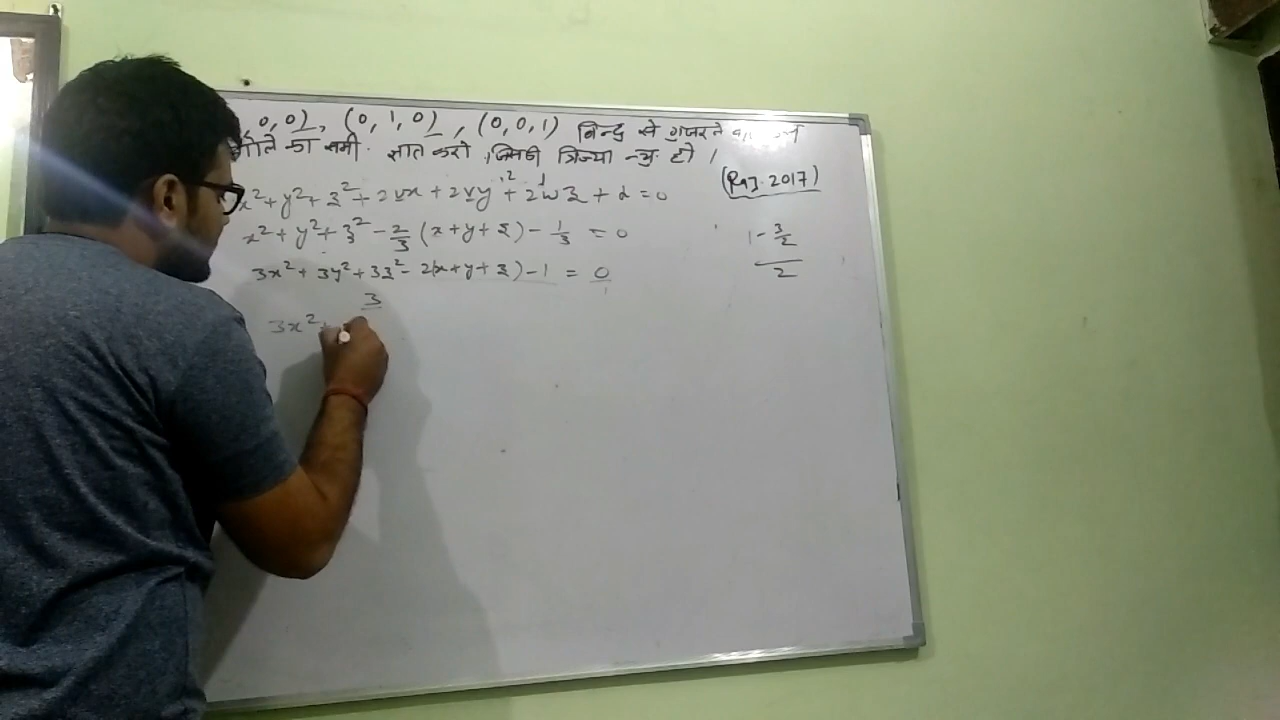 0,0), (0,1,0), (0,0,1) बिन्दु से गुजरने
गोले का समी. ज्ञात करो, जिसकी त्रिज्या न्यु. हो।
(Raj. 2017)
x²+y²+z²+2ux+2vy+2wz+d=0
x²+y²+z²-2/3(x+y+z)-1/3=0
1-3/2
2
3x²+3y²+3z²-2(x+y+z)-1=0
3
3x²+